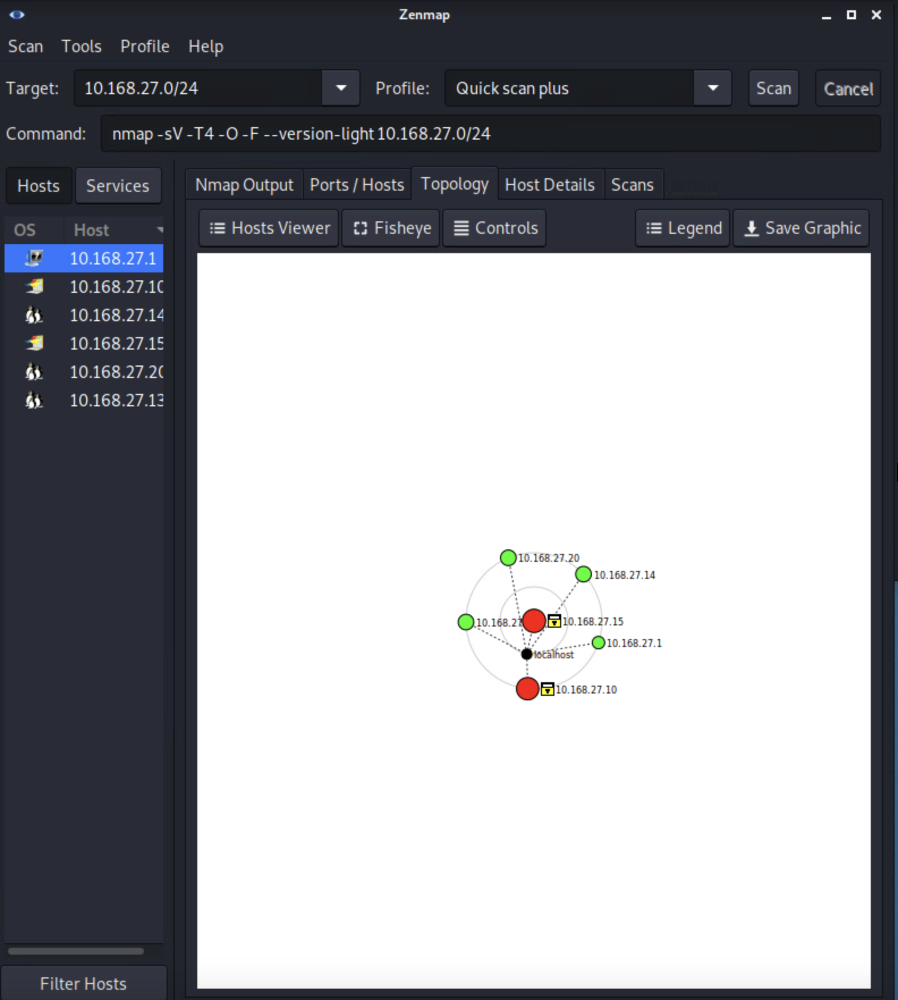 Zenmap
Scan Tools Profile Help
Target: 10.168.27.0/24 Profile: Quick scan plus Scan Cancel
Command: nmap -sV -T4 -O -F --version-light 10.168.27.0/24
Hosts Services
Nmap Output Ports / Hosts Topology Host Details Scans
OS Host
Hosts Viewer Fisheye Controls Legend Save Graphic
10.168.27.1
10.168.27.10
10.168.27.14
10.168.27.15
10.168.27.20
10.168.27.13
10.168.27.20
10.168.27.14
10.168.27
10.168.27.15
10.168.27.1
localhost
10.168.27.10
Filter Hosts